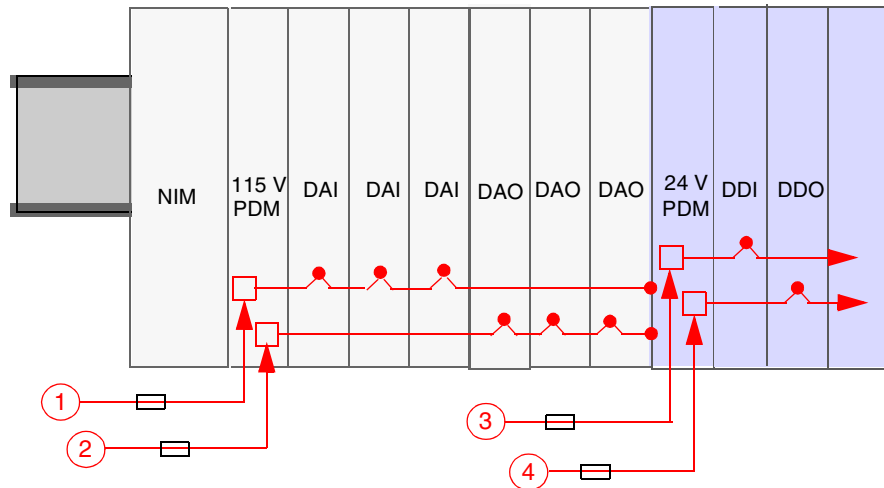 NIM
115 V
PDM
DAI
DAI
DAI
DAO
DAO
DAO
24 V
PDM
DDI
DDO
1
2
3
4